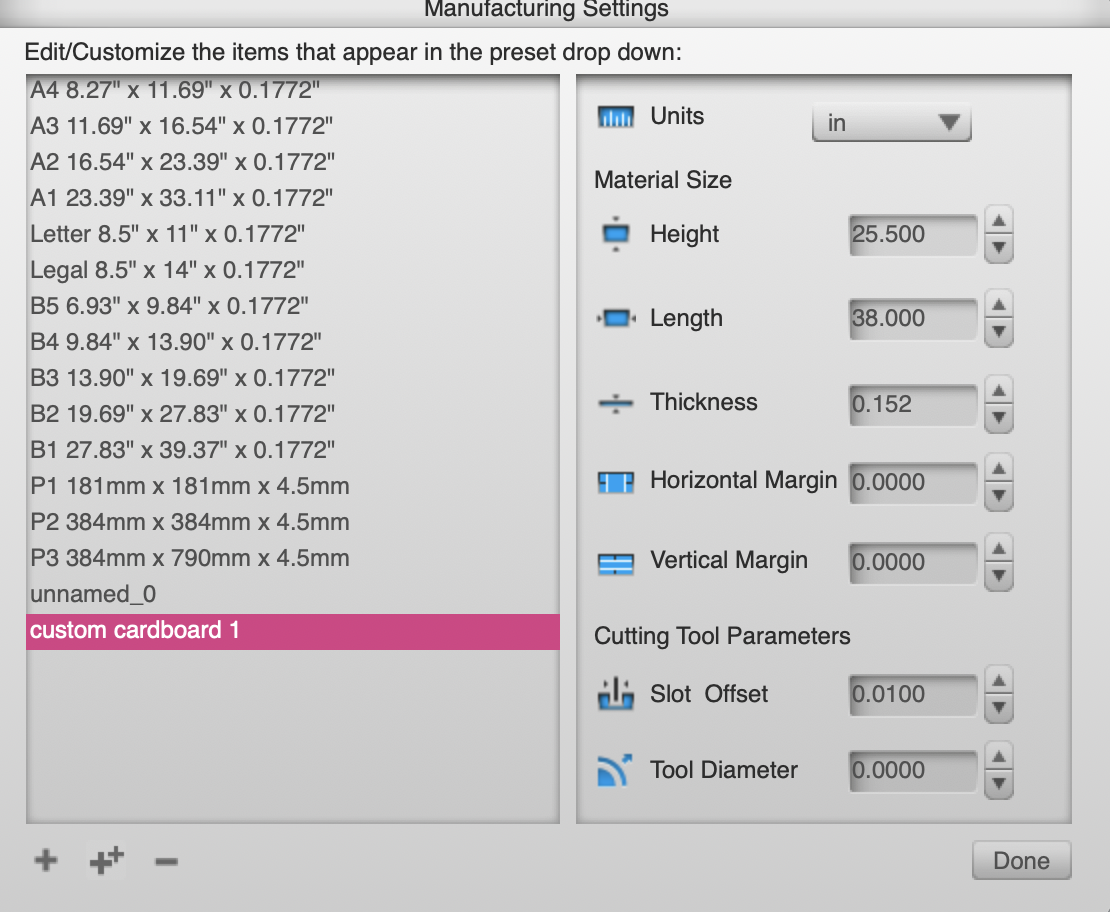 Manufacturing Settings
Edit/Customize the items that appear in the preset drop down:
A4 8.27" x 11.69" x 0.1772"
A3 11.69" x 16.54" x 0.1772"
A2 16.54" x 23.39" x 0.1772"
A1 23.39" x 33.11" x 0.1772"
Letter 8.5" x 11" x 0.1772"
Legal 8.5" x 14" x 0.1772"
B5 6.93" x 9.84" x 0.1772"
B4 9.84" x 13.90" x 0.1772"
B3 13.90" x 19.69" x 0.1772"
B2 19.69" x 27.83" x 0.1772"
B1 27.83" x 39.37" x 0.1772"
P1 181mm x 181mm x 4.5mm
P2 384mm x 384mm x 4.5mm
P3 384mm x 790mm x 4.5mm
unnamed_0
custom cardboard 1
Units in
Material Size
Height 25.500
Length 38.000
Thickness 0.152
Horizontal Margin 0.0000
Vertical Margin 0.0000
Cutting Tool Parameters
Slot Offset 0.0100
Tool Diameter 0.0000
Done